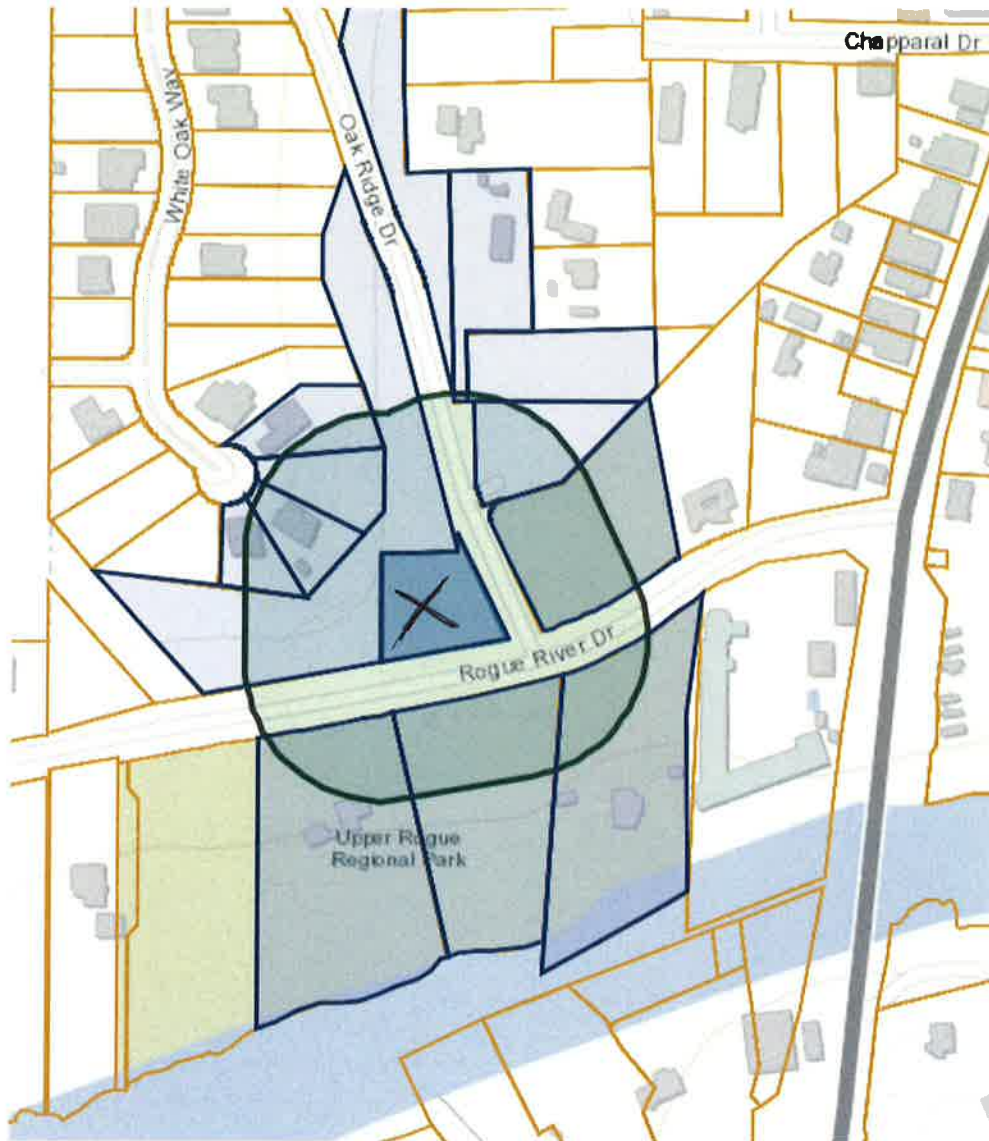 Chapparal Dr
White Oak Way
Oak Ridge Dr
Rogue River Dr
Upper Rogue
Regional Park